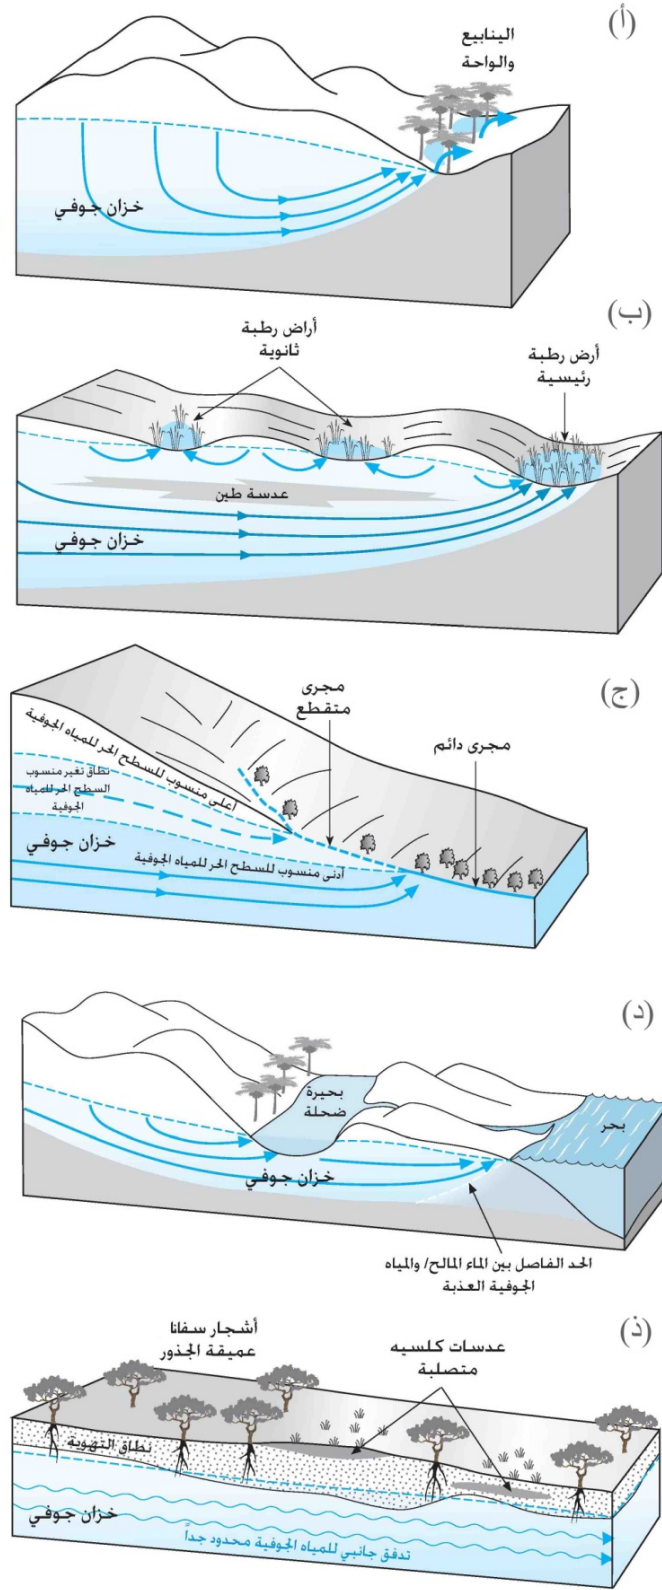 (أ)
الينابيع
والواحة
خزان جوفي
(ب)
أراض رطبة
ثانوية
أرض رطبة
رئيسية
عدسة طين
خزان جوفي
(ج)
مجرى
متقطع
مجرى دائم
أعلى منسوب للسطح الحر للمياه الجوفية
نطاق تغير منسوب
السطح الحر للمياه
الجوفية
خزان جوفي
أدنى منسوب للسطح الحر للمياه الجوفية
(د)
بحيرة
ضحلة
بحر
خزان جوفي
الحد الفاصل بين الماء المالح/ والمياه
الجوفية العذبة
(ذ)
أشجار سفانا
عميقة الجذور
عدسات كلسيه
متصلبة
نطاق التهوية
خزان جوفي
تدفق جانبي للمياه الجوفية محدود جداً